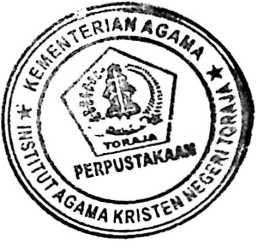 KEMENTERIAN AGAMA
TORAJA
PERPUSTAKAAN
INSTITUT AGAMA KRISTEN NEGERI TORAJA